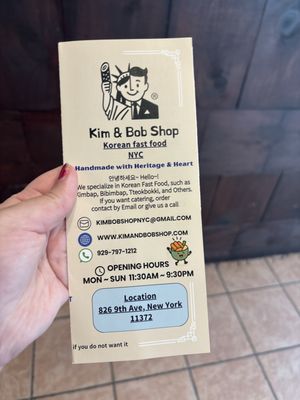 ®
Kim & Bob Shop
Korean fast food
NYC
Handmade with Heritage & Heart
안녕하세요~ Hello~!
We specialize in Korean Fast Food, such as
Kimbap, Bibimbap, Tteokbokki, and Others.
If you want catering, order
contact by Email or give us a call
KIMBOBSHOPNYC@GMAIL.COM
WWW.KIMANDBOBSHOP.COM
929-797-1212
OPENING HOURS
MON ~ SUN 11:30AM ~ 9:30PM
Location
826 9th Ave, New York
11372
T
if you do not want it